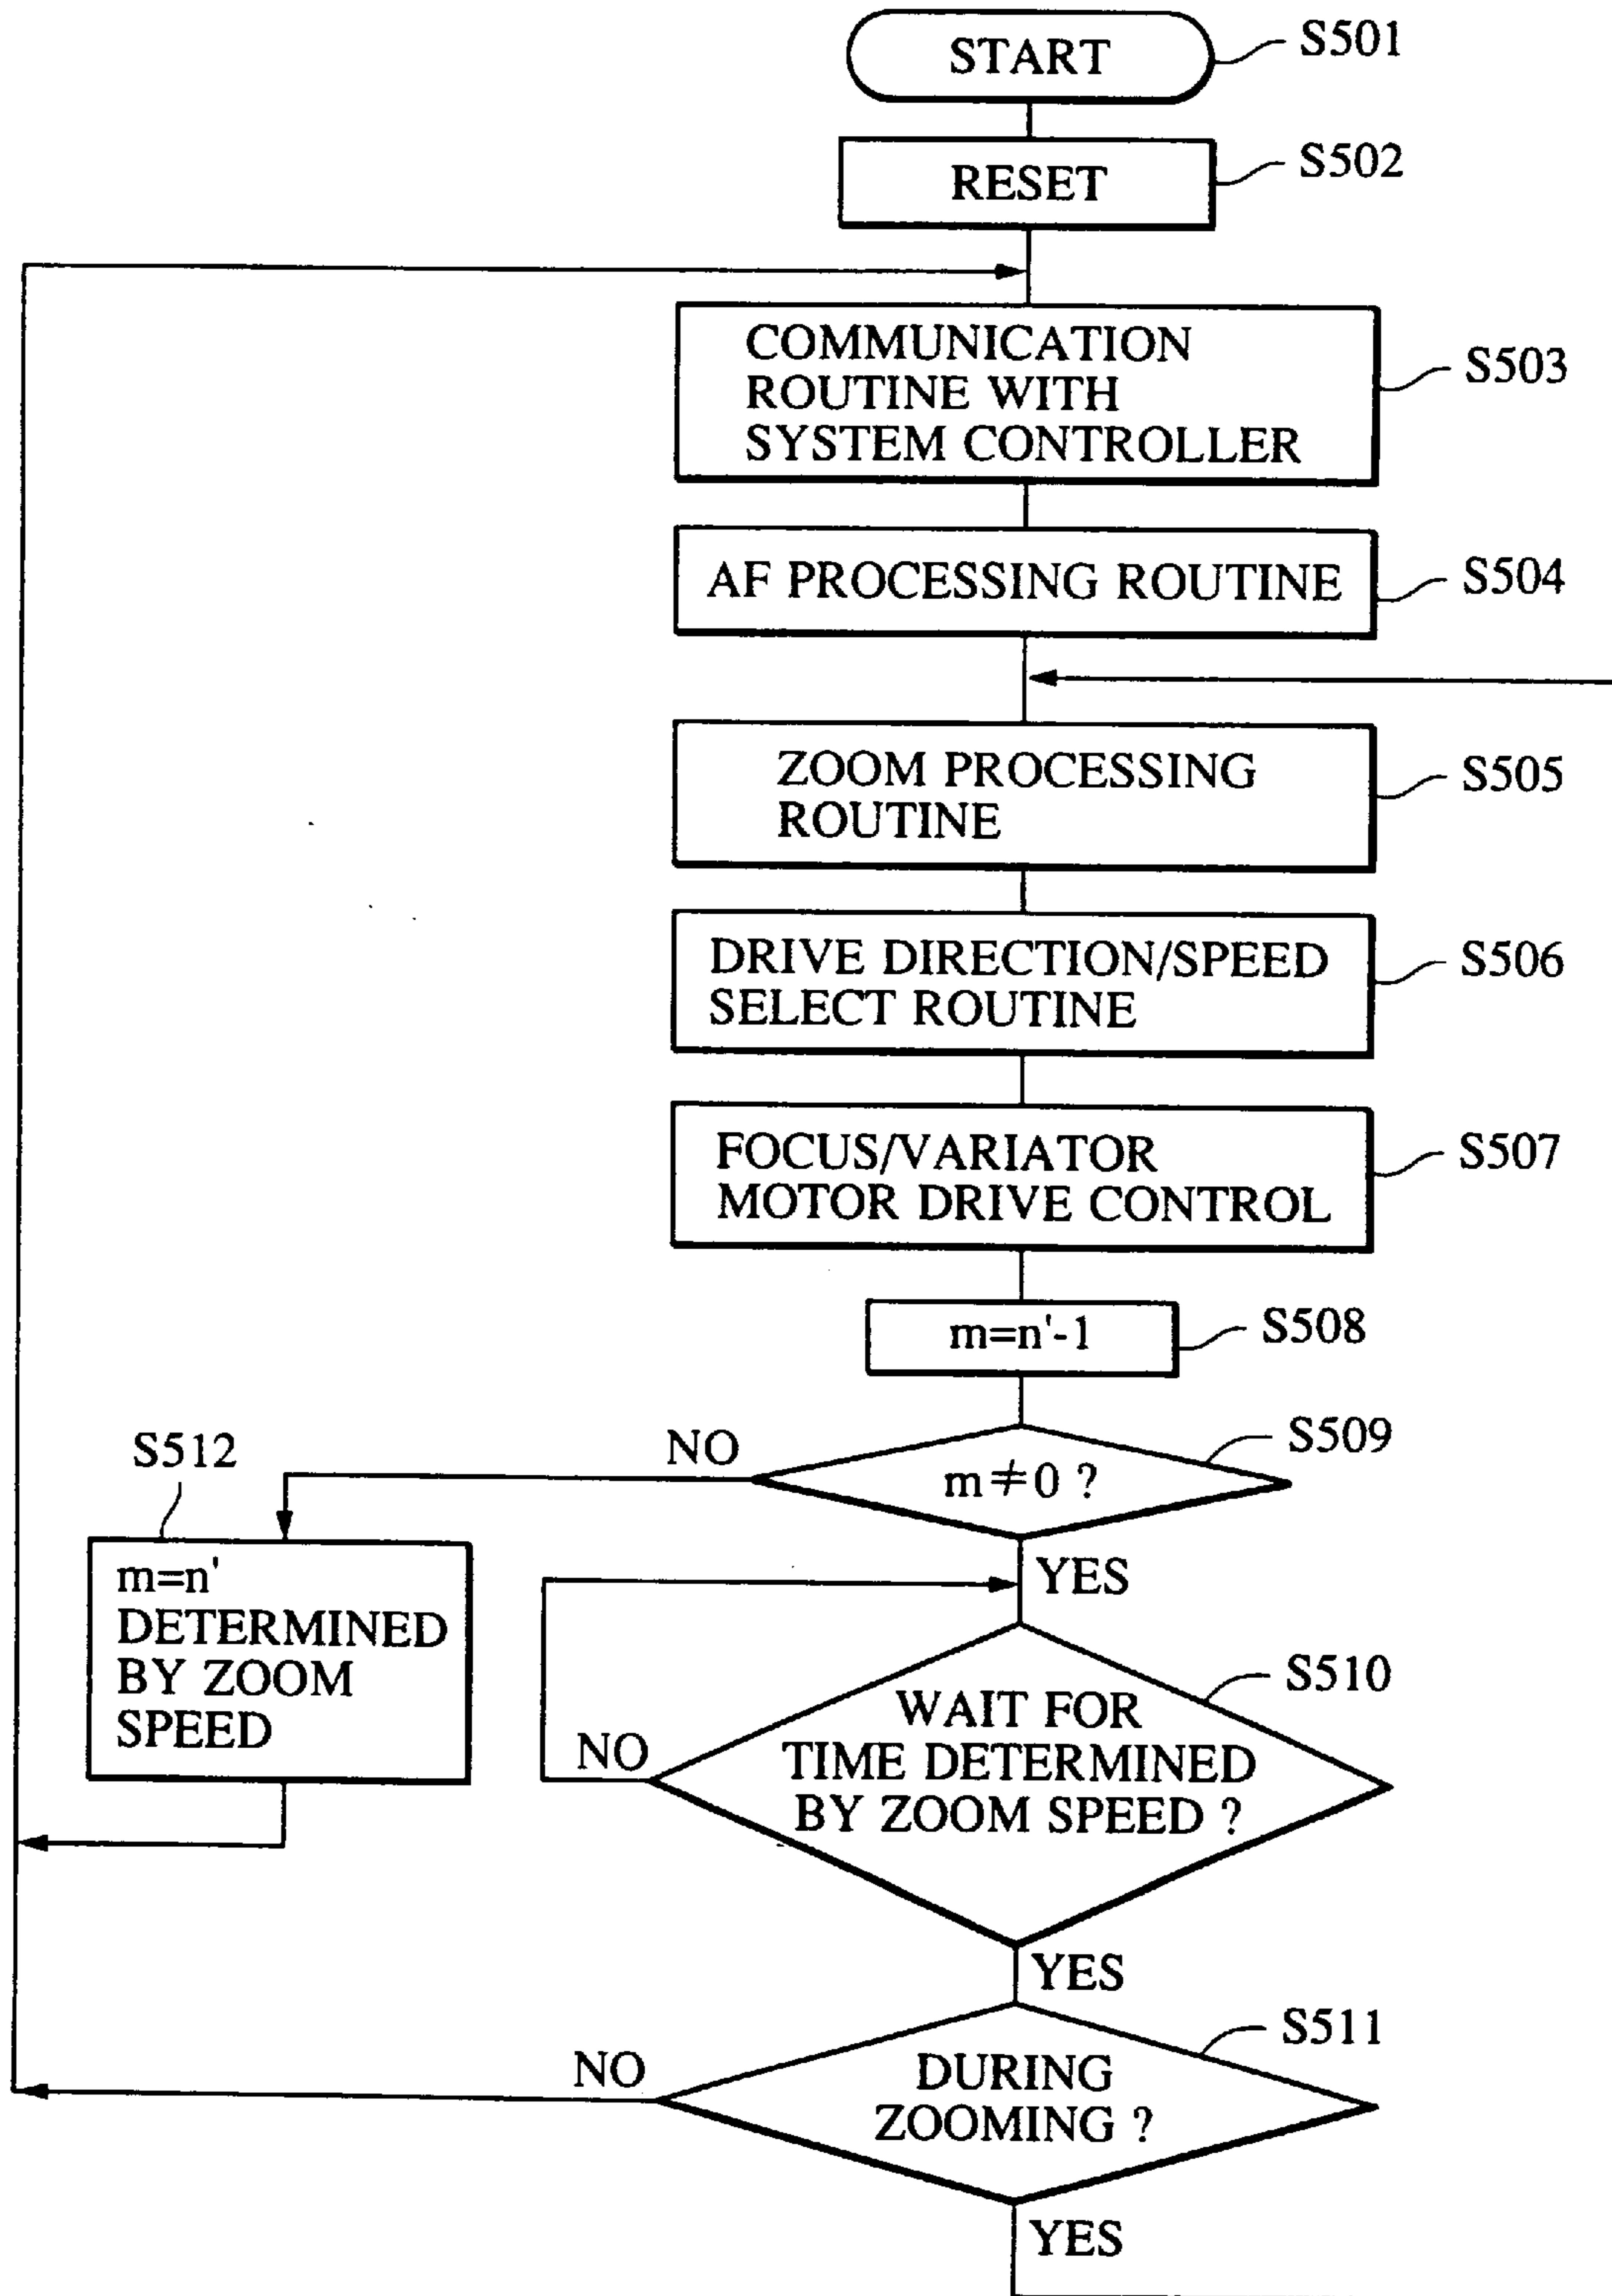 START
S501
RESET
S502
COMMUNICATION
ROUTINE WITH
SYSTEM CONTROLLER
S503
AF PROCESSING ROUTINE
S504
ZOOM PROCESSING
ROUTINE
S505
DRIVE DIRECTION/SPEED
SELECT ROUTINE
S506
FOCUS/VARIATOR
MOTOR DRIVE CONTROL
S507
m=n'-1
S508
m≠0 ?
S509
NO
YES
S512
m=n'
DETERMINED
BY ZOOM
SPEED
WAIT FOR
TIME DETERMINED
BY ZOOM SPEED ?
S510
NO
YES
DURING
ZOOMING ?
S511
NO
YES